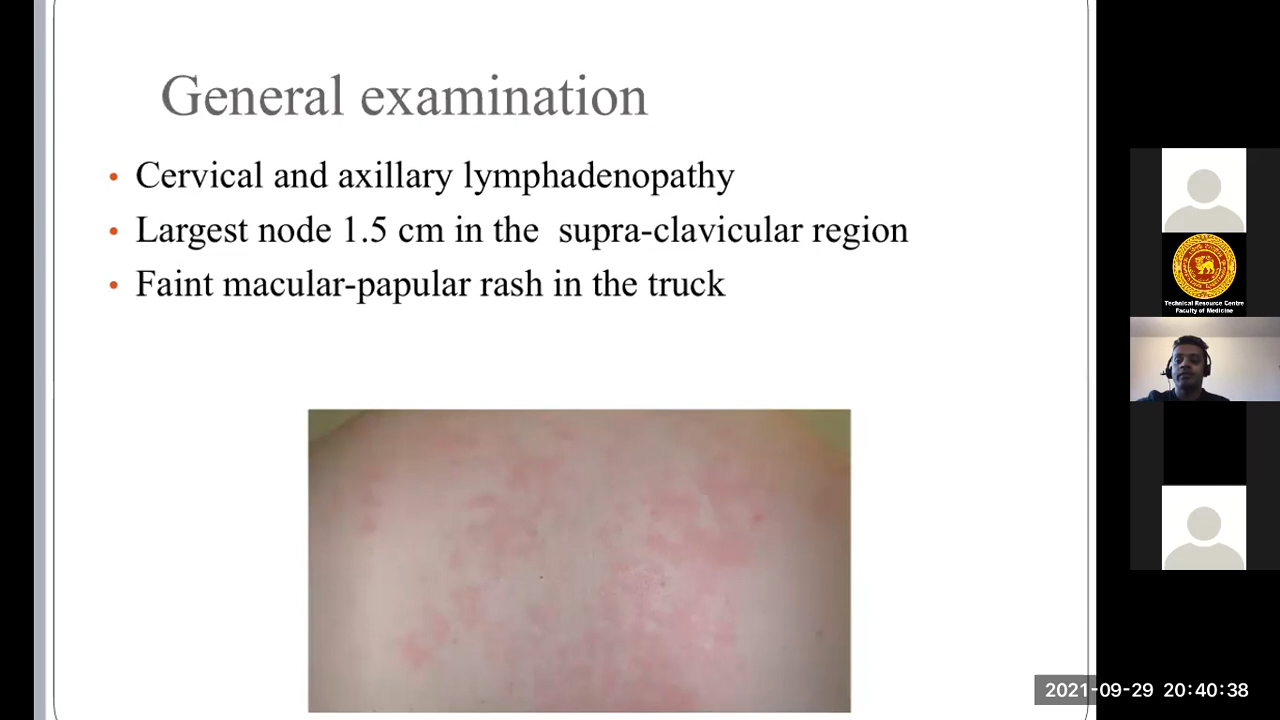 General examination
• Cervical and axillary lymphadenopathy
• Largest node 1.5 cm in the  supra-clavicular region
• Faint macular-papular rash in the truck
Technical Resource Centre
Faculty of Medicine
2021-09-29 20:40:38